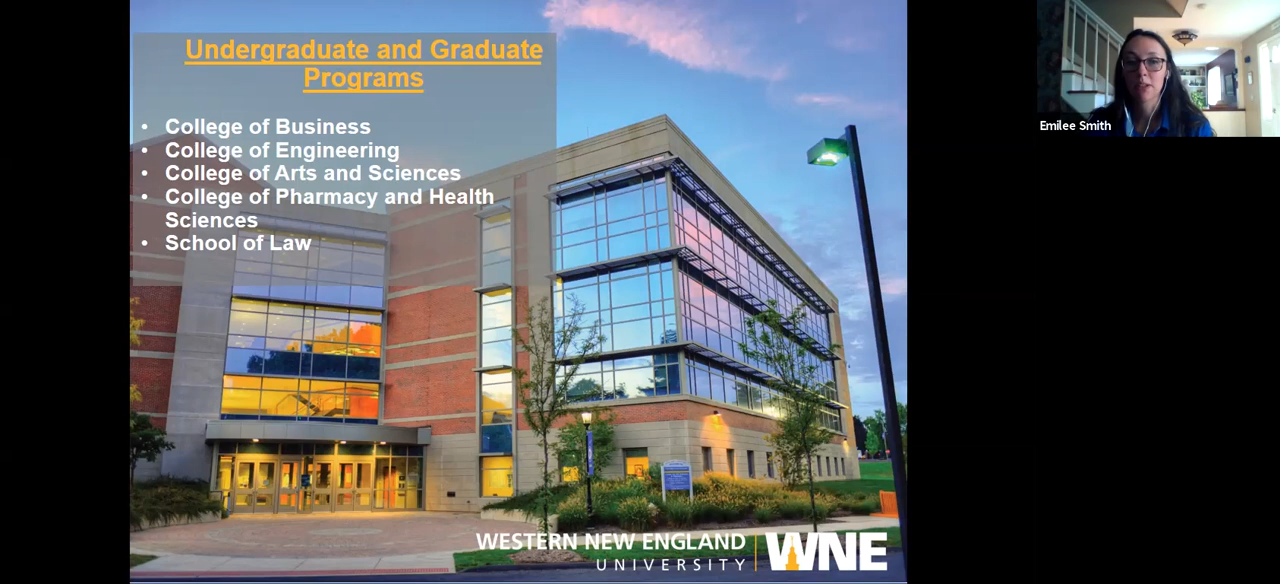 Undergraduate and Graduate
Programs
• College of Business
• College of Engineering
• College of Arts and Sciences
• College of Pharmacy and Health
Sciences
• School of Law
Emilee Smith
WESTERN NEW ENGLAND
UNIVERSITY
WNE